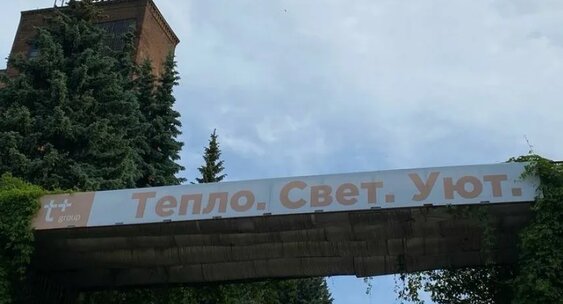 t++
group
Тепло. Свет. Уют.